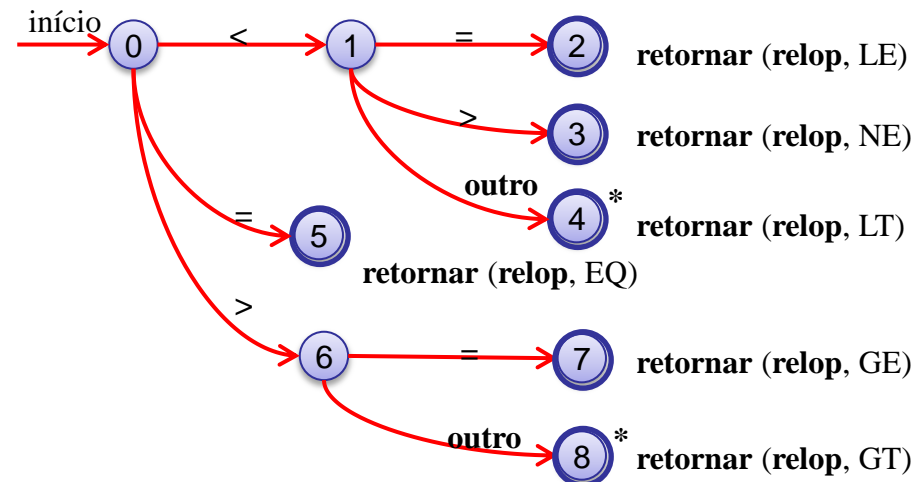 início
0 < 1 = 2 retornar (relop, LE)
> 3 retornar (relop, NE)
outro 4 * retornar (relop, LT)
= 5
retornar (relop, EQ)
>
6 = 7 retornar (relop, GE)
outro 8 * retornar (relop, GT)